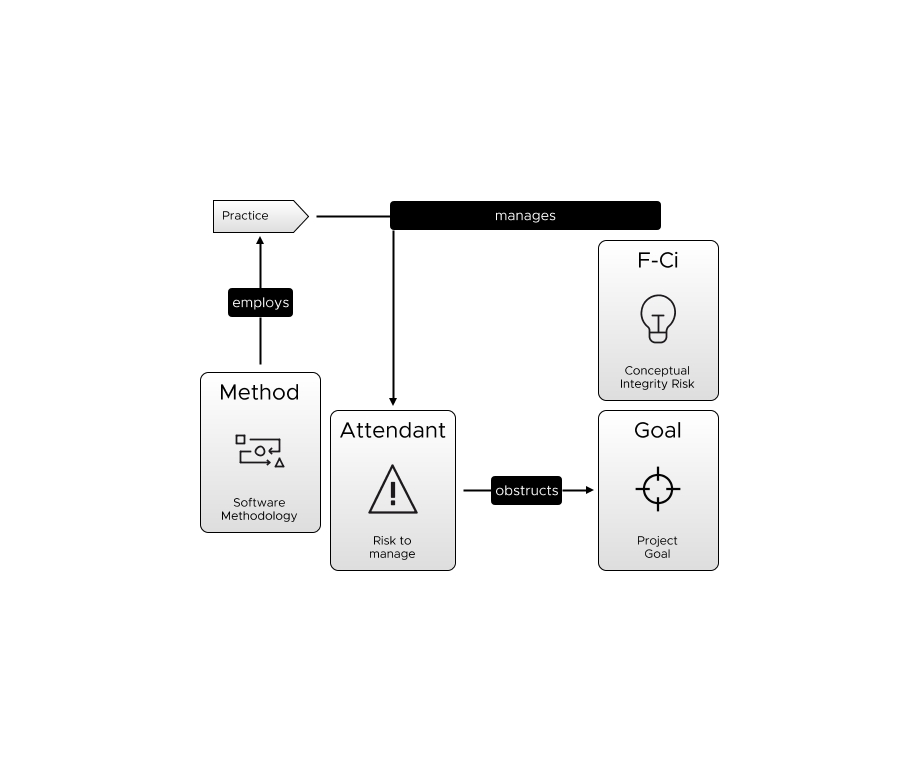 Practice
manages
F-Ci
Conceptual
Integrity Risk
employs
Method
Software
Methodology
Attendant
Risk to
manage
obstructs
Goal
Project
Goal